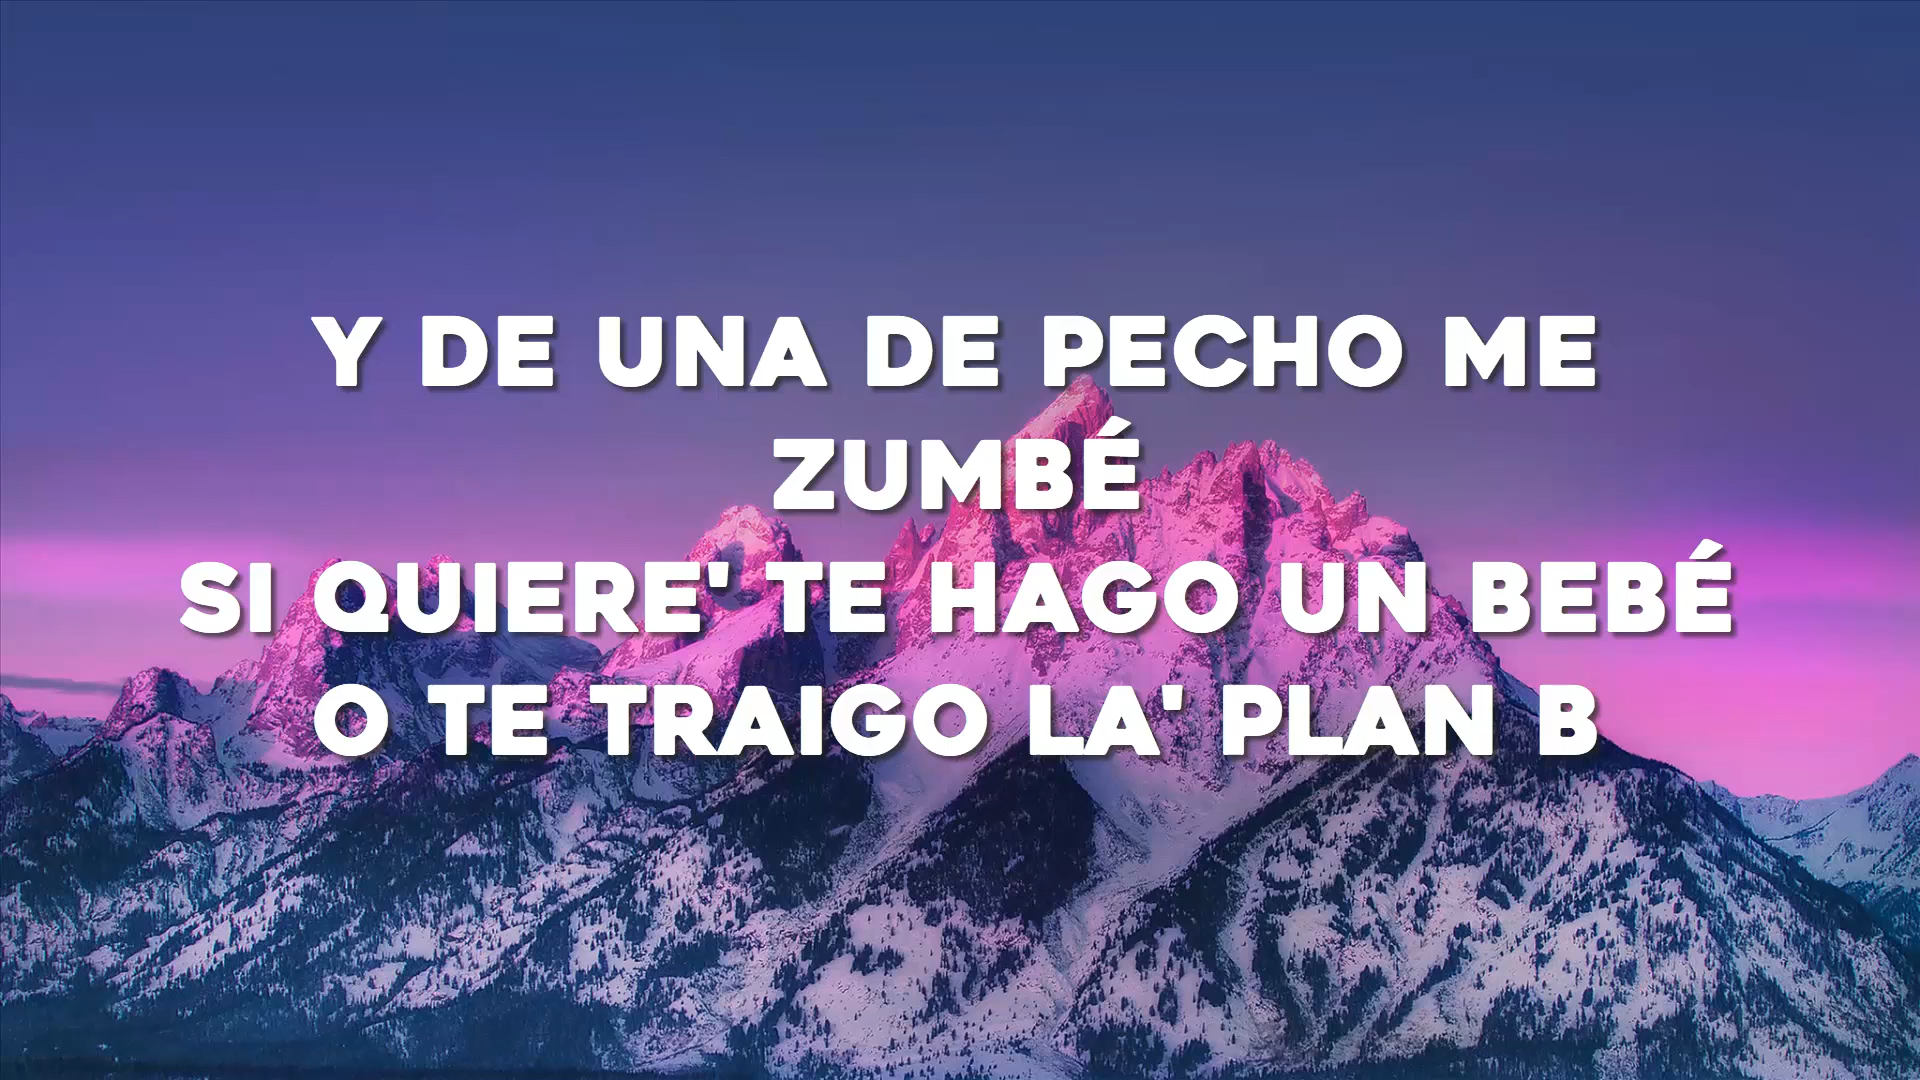 Y DE UNA DE PECHO ME
ZUMBÉ
SI QUIERE' TE HAGO UN BEBÉ
O TE TRAIGO LA' PLAN B